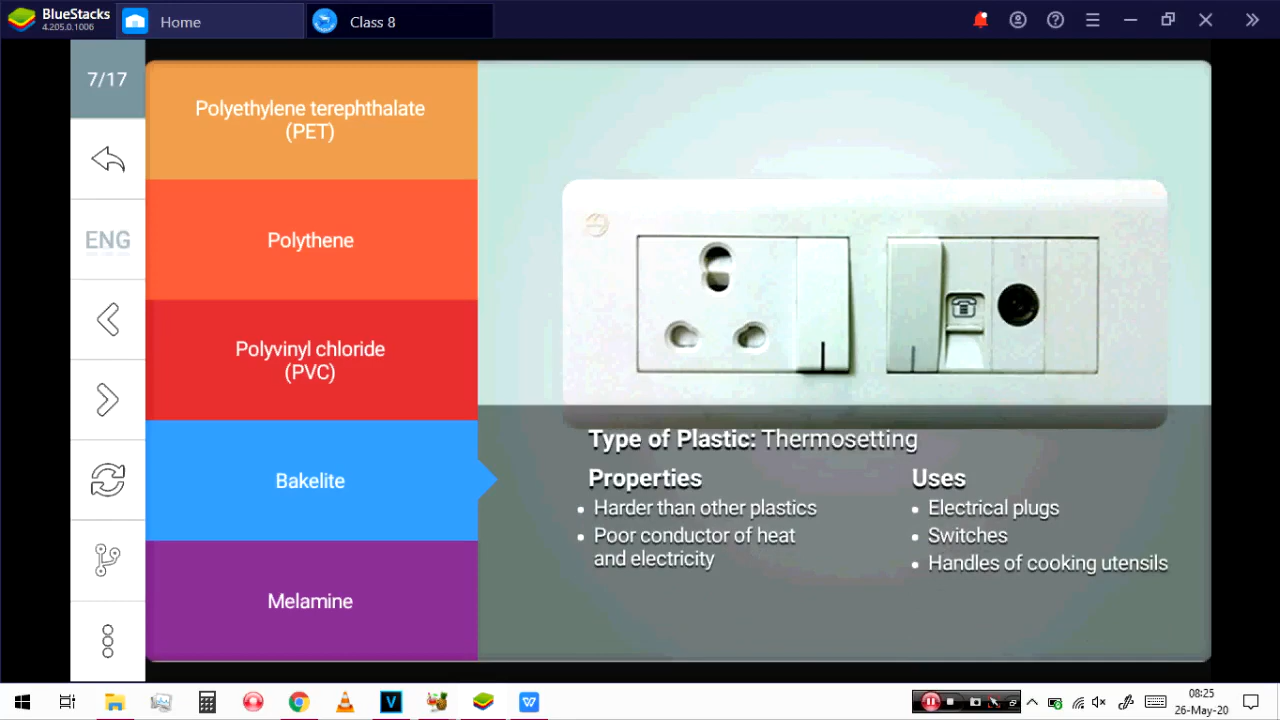 BlueStacks
4.205.0.1006
Home
Class 8
7/17
ENG
Polyethylene terephthalate
(PET)
Polythene
Polyvinyl chloride
(PVC)
Bakelite
Melamine
Type of Plastic: Thermosetting
Properties
• Harder than other plastics
• Poor conductor of heat
and electricity
Uses
• Electrical plugs
• Switches
• Handles of cooking utensils
08:25
26-May-20